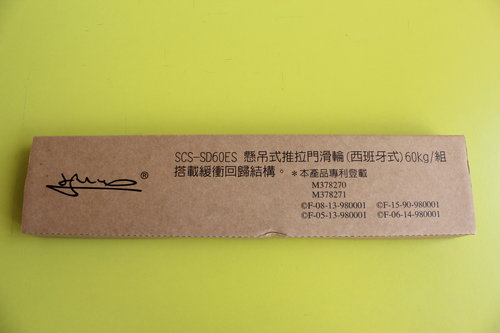 SCS-SD60ES 懸吊式推拉門滑輪(西班牙式)60kg/組
搭載緩衝回歸結構。*本產品專利登載
M378270
M378271
©F-08-13-980001 ©F-15-90-980001
©F-05-13-980001 ©F-06-14-980001
®